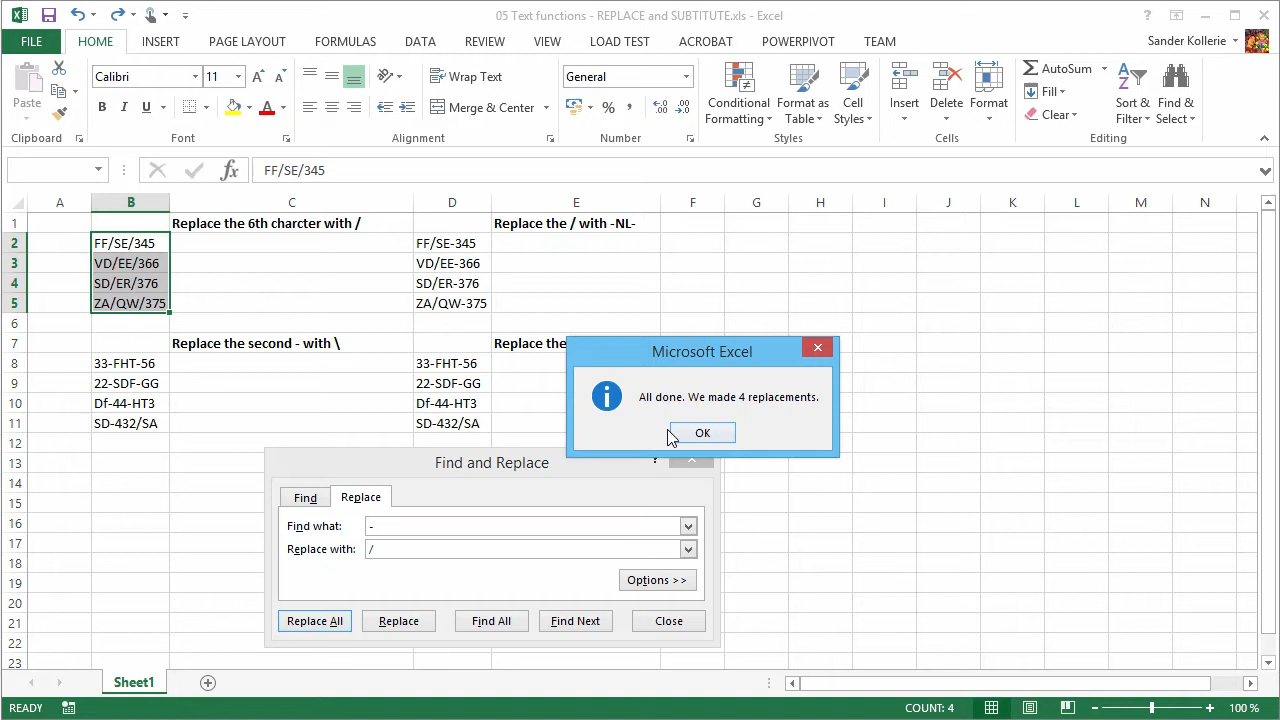 05 Text functions - REPLACE and SUBTITUTE.xls - Excel
FILE HOME INSERT PAGE LAYOUT FORMULAS DATA REVIEW VIEW LOAD TEST ACROBAT POWERPIVOT TEAM Sander Kollerie
Paste
Clipboard
Calibri 11
B I U
Font
Wrap Text
Merge & Center
Alignment
General
Number
Conditional Formatting
Format as Table
Cell Styles
Styles
Insert Delete Format
Cells
AutoSum
Fill
Clear
Sort & Filter
Find & Select
Editing
fx FF/SE/345
A B C D E F G H I J K L M N
1 Replace the 6th charcter with / Replace the / with -NL-
2 FF/SE/345 FF/SE-345
3 VD/EE/366 VD/EE-366
4 SD/ER/376 SD/ER-376
5 ZA/QW/375 ZA/QW-375
6
7 Replace the second - with \ Replace the
8 33-FHT-56 33-FHT-56
9 22-SDF-GG 22-SDF-GG
10 Df-44-HT3 Df-44-HT3
11 SD-432/SA SD-432/SA
12
13
14
15
16
17
18
19
20
21
22
23
Microsoft Excel
All done. We made 4 replacements.
OK
Find and Replace ?
Find Replace
Find what: -
Replace with: /
Options >>
Replace All Replace Find All Find Next Close
Sheet1
READY COUNT: 4 100 %